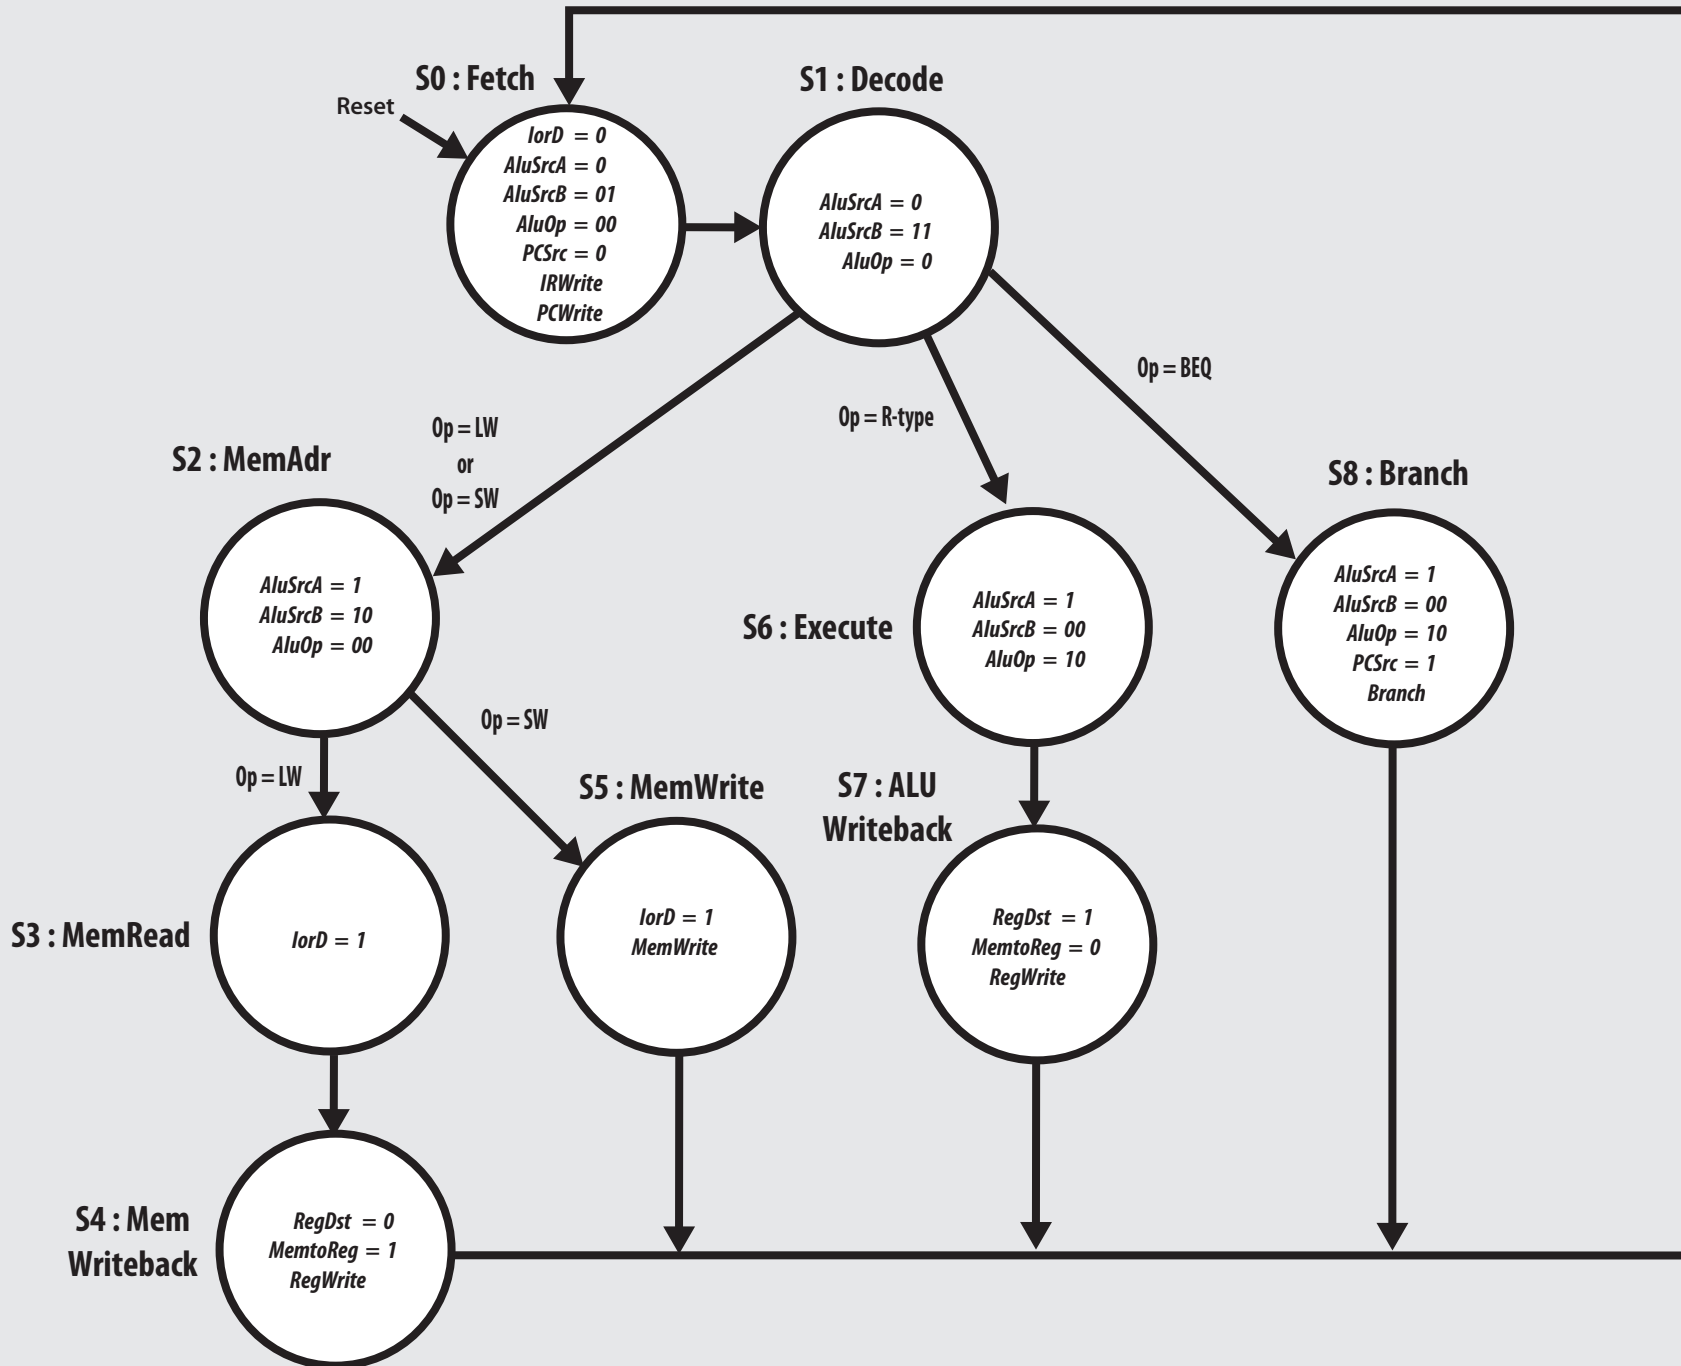 S0 : Fetch
Reset
IorD = 0
AluSrcA = 0
AluSrcB = 01
AluOp = 00
PCSrc = 0
IRWrite
PCWrite
S1 : Decode
AluSrcA = 0
AluSrcB = 11
AluOp = 0
Op = LW
or
Op = SW
Op = R-type
Op = BEQ
S2 : MemAdr
AluSrcA = 1
AluSrcB = 10
AluOp = 00
S6 : Execute
AluSrcA = 1
AluSrcB = 00
AluOp = 10
S8 : Branch
AluSrcA = 1
AluSrcB = 00
AluOp = 10
PCSrc = 1
Branch
Op = LW
Op = SW
S3 : MemRead
IorD = 1
S5 : MemWrite
IorD = 1
MemWrite
S7 : ALU
Writeback
RegDst = 1
MemtoReg = 0
RegWrite
S4 : Mem
Writeback
RegDst = 0
MemtoReg = 1
RegWrite